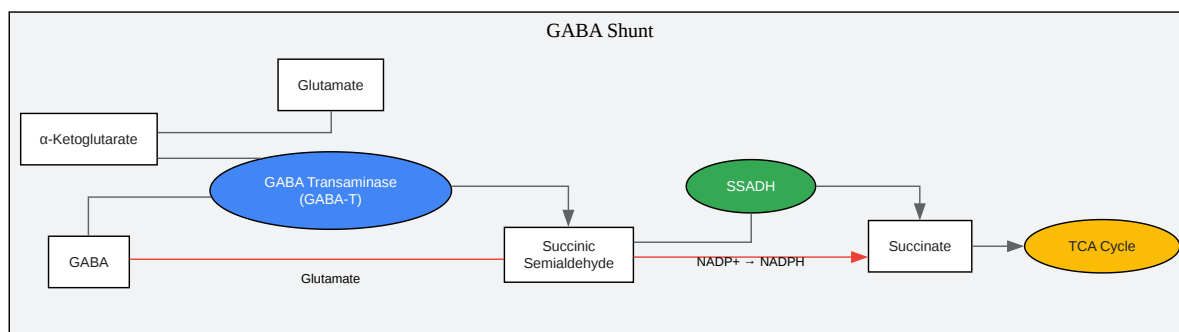 GABA Shunt
Glutamate
α-Ketoglutarate
GABA Transaminase
(GABA-T)
SSADH
GABA
Succinic
Semialdehyde
Succinate
TCA Cycle
Glutamate
NADP+ → NADPH